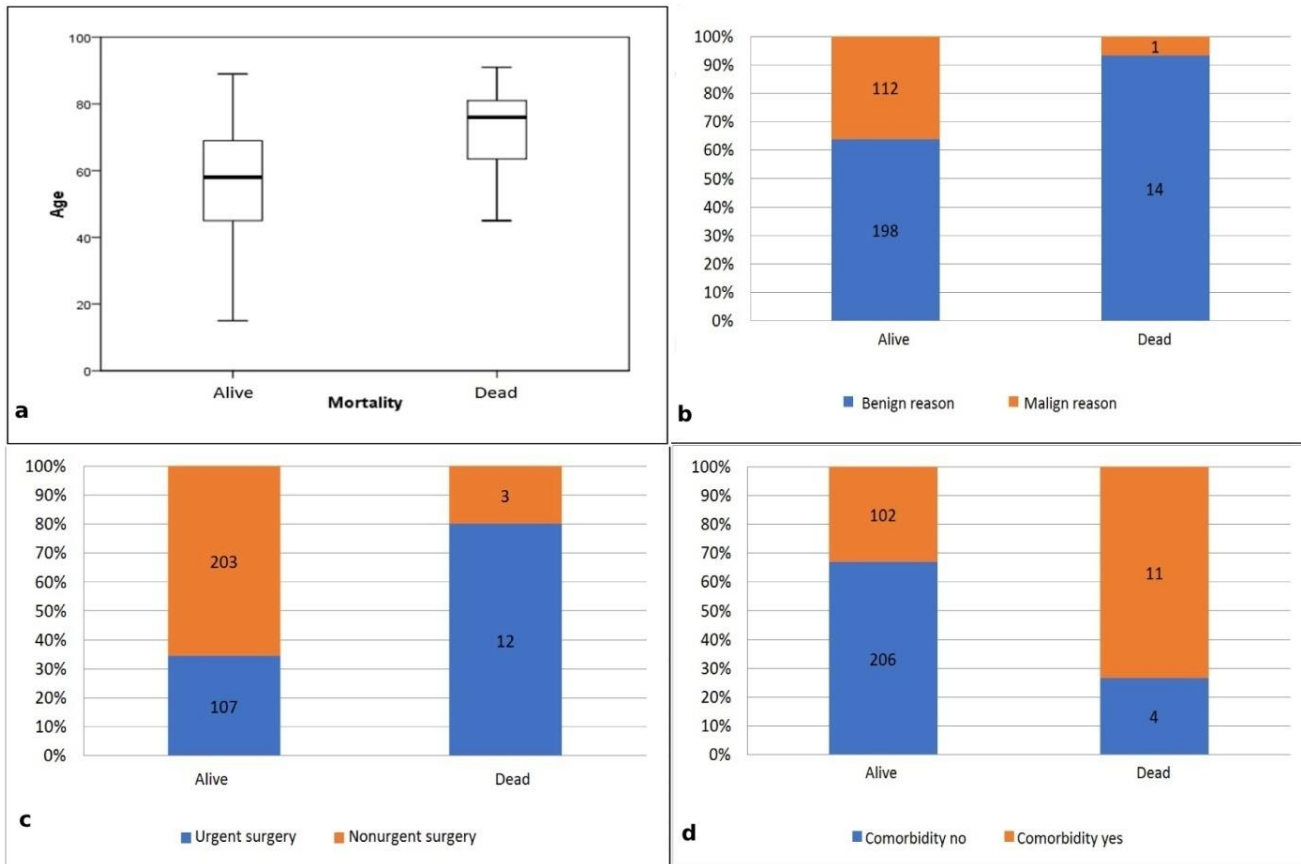 100
80
60
40
20
0
Age
Alive
Dead
Mortality
a
100%
90%
80%
70%
60%
50%
40%
30%
20%
10%
0%
112
198
1
14
Alive
Dead
Benign reason
Malign reason
b
100%
90%
80%
70%
60%
50%
40%
30%
20%
10%
0%
203
107
3
12
Alive
Dead
Urgent surgery
Nonurgent surgery
c
100%
90%
80%
70%
60%
50%
40%
30%
20%
10%
0%
102
206
11
4
Alive
Dead
Comorbidity no
Comorbidity yes
d